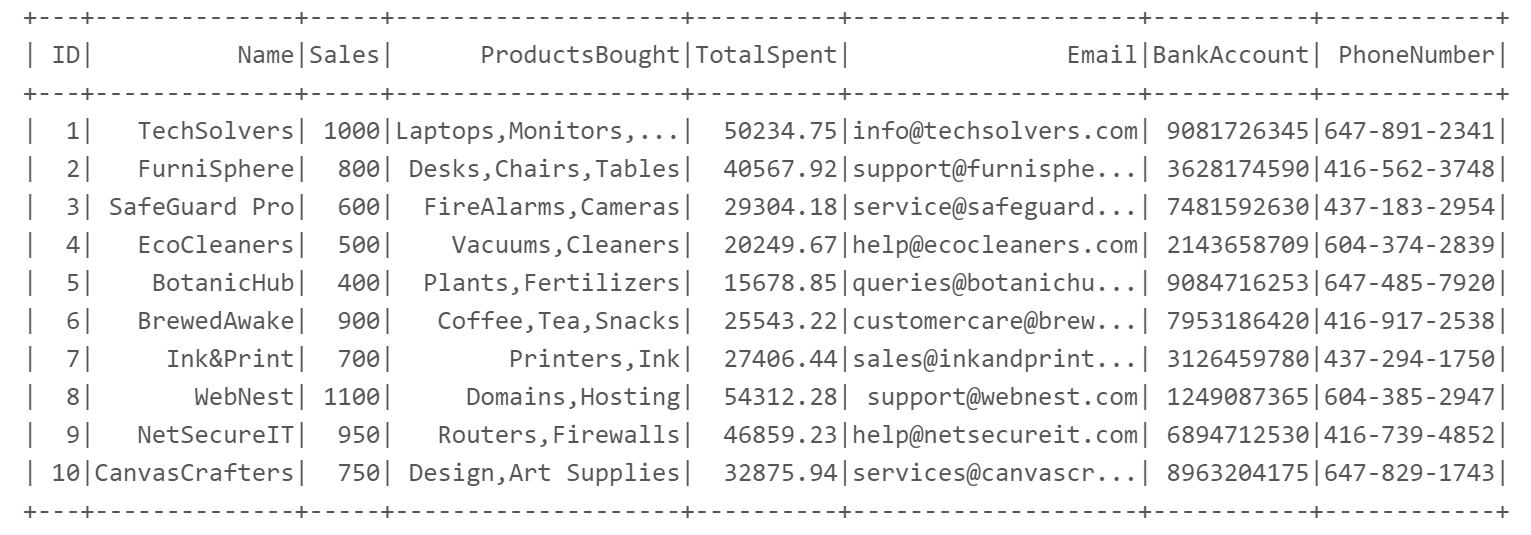 +---+--------------+-----+--------------------+----------+--------------------+-----------+------------+
| ID|          Name|Sales|      ProductsBought|TotalSpent|               Email|BankAccount| PhoneNumber|
+---+--------------+-----+--------------------+----------+--------------------+-----------+------------+
|  1|   TechSolvers| 1000|Laptops,Monitors,...|  50234.75|info@techsolvers.com| 9081726345|647-891-2341|
|  2|   FurniSphere|  800| Desks,Chairs,Tables|  40567.92|support@furnisphe...| 3628174590|416-562-3748|
|  3| SafeGuard Pro|  600|  FireAlarms,Cameras|  29304.18|service@safeguard...| 7481592630|437-183-2954|
|  4|   EcoCleaners|  500|    Vacuums,Cleaners|  20249.67|help@ecocleaners.com| 2143658709|604-374-2839|
|  5|    BotanicHub|  400|  Plants,Fertilizers|  15678.85|queries@botanichu...| 9084716253|647-485-7920|
|  6|   BrewedAwake|  900|   Coffee,Tea,Snacks|  25543.22|customercare@brew...| 7953186420|416-917-2538|
|  7|     Ink&Print|  700|        Printers,Ink|  27406.44|sales@inkandprint...| 3126459780|437-294-1750|
|  8|       WebNest| 1100|     Domains,Hosting|  54312.28| support@webnest.com| 1249087365|604-385-2947|
|  9|   NetSecureIT|  950|   Routers,Firewalls|  46859.23|help@netsecureit.com| 6894712530|416-739-4852|
| 10|CanvasCrafters|  750| Design,Art Supplies|  32875.94|services@canvascr...| 8963204175|647-829-1743|
+---+--------------+-----+--------------------+----------+--------------------+-----------+------------+